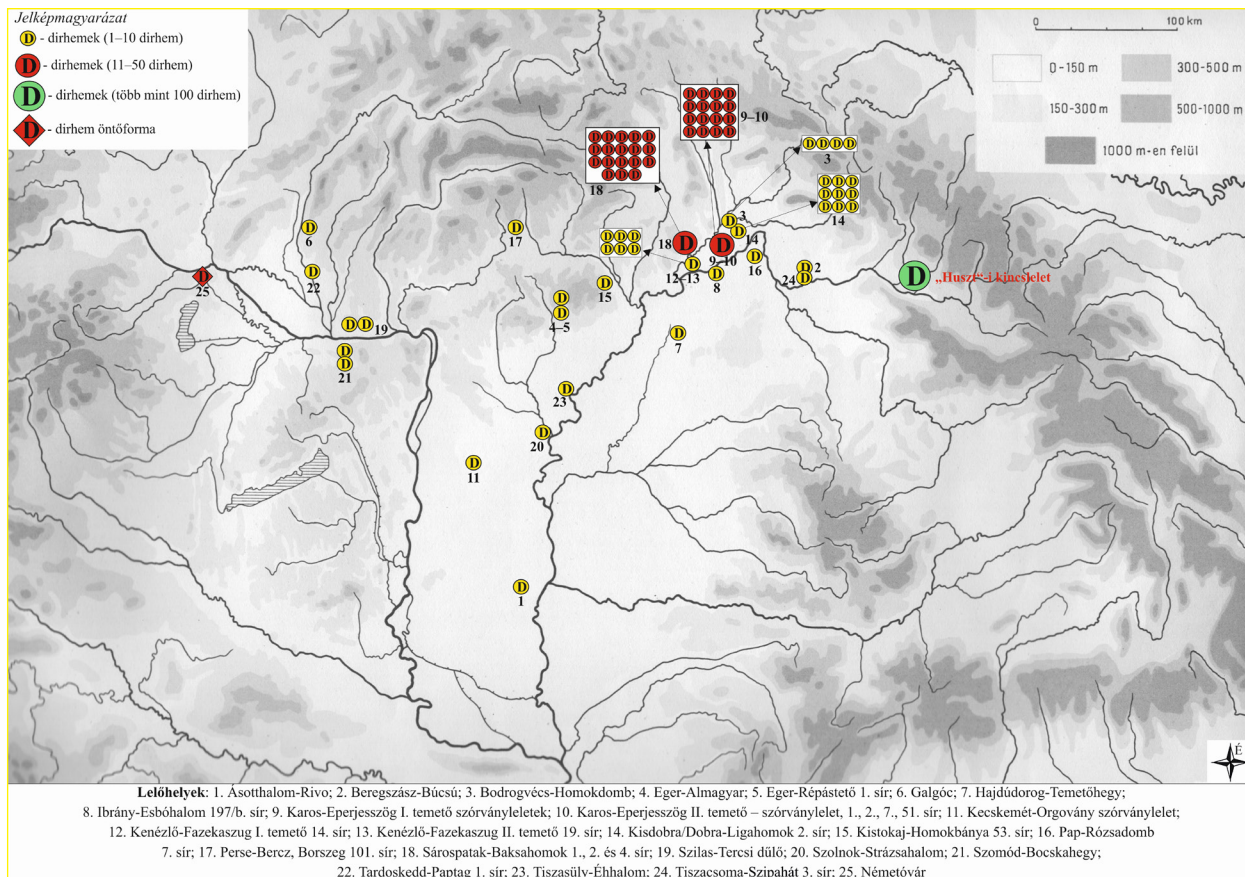 Jelképmagyarázat
D - dirhemek (1–10 dirhem)
D - dirhemek (11–50 dirhem)
D - dirhemek (több mint 100 dirhem)
D - dirhem öntőforma
0 100 km
0-150 m 300-500 m
150-300 m 500-1000 m
1000 m-en felül
9–10
3
18
14
6
17
3
18
14
9–10
16
12–13
8
2
24
„Huszt”-i kincslelet
25
22
15
4–5
19
7
21
23
20
11
1
É
Lelőhelyek: 1. Ásotthalom-Rivo; 2. Beregszász-Búcsú; 3. Bodrogvécs-Homokdomb; 4. Eger-Almagyar; 5. Eger-Répástető 1. sír; 6. Galgóc; 7. Hajdúdorog-Temetőhegy;
8. Ibrány-Esbóhalom 197/b. sír; 9. Karos-Eperjesszög I. temető szórványleletek; 10. Karos-Eperjesszög II. temető – szórványlelet, 1., 2., 7., 51. sír; 11. Kecskemét-Orgovány szórványlelet;
12. Kenézlő-Fazekaszug I. temető 14. sír; 13. Kenézlő-Fazekaszug II. temető 19. sír; 14. Kisdobra/Dobra-Ligahomok 2. sír; 15. Kistokaj-Homokbánya 53. sír; 16. Pap-Rózsadomb
7. sír; 17. Perse-Bercz, Borszeg 101. sír; 18. Sárospatak-Baksahomok 1., 2. és 4. sír; 19. Szilas-Tercsi dűlő; 20. Szolnok-Strázsahalom; 21. Szomód-Bocskahegy;
22. Tardoskedd-Paptag 1. sír; 23. Tiszasüly-Éhhalom; 24. Tiszacsoma-Szipahát 3. sír; 25. Németóvár